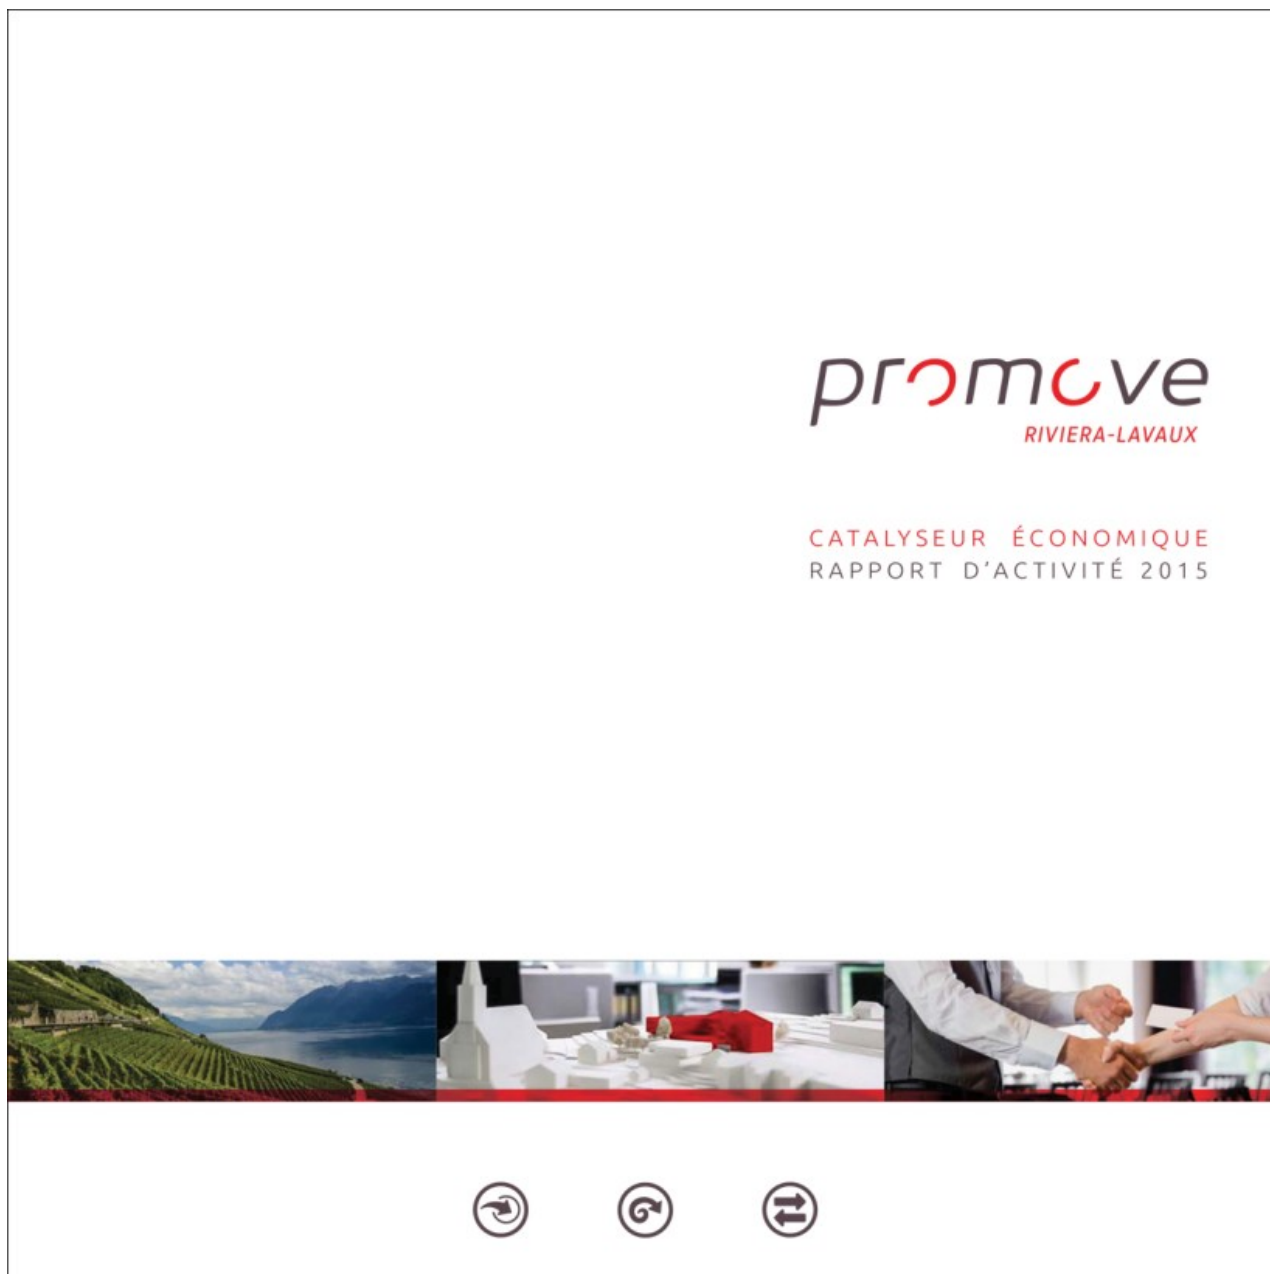 promove
RIVIERA-LAVAUX
CATALYSEUR ÉCONOMIQUE
RAPPORT D'ACTIVITÉ 2015